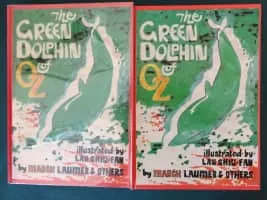 The
GREEN
DOLPHIN
of
OZ
illustrated by
LAU SHIU FAN
by MARCH LAUMER & OTHERS
The
GREEN
DOLPHIN
of
OZ
illustrated by
LAU SHIU FAN
by MARCH LAUMER & OTHERS